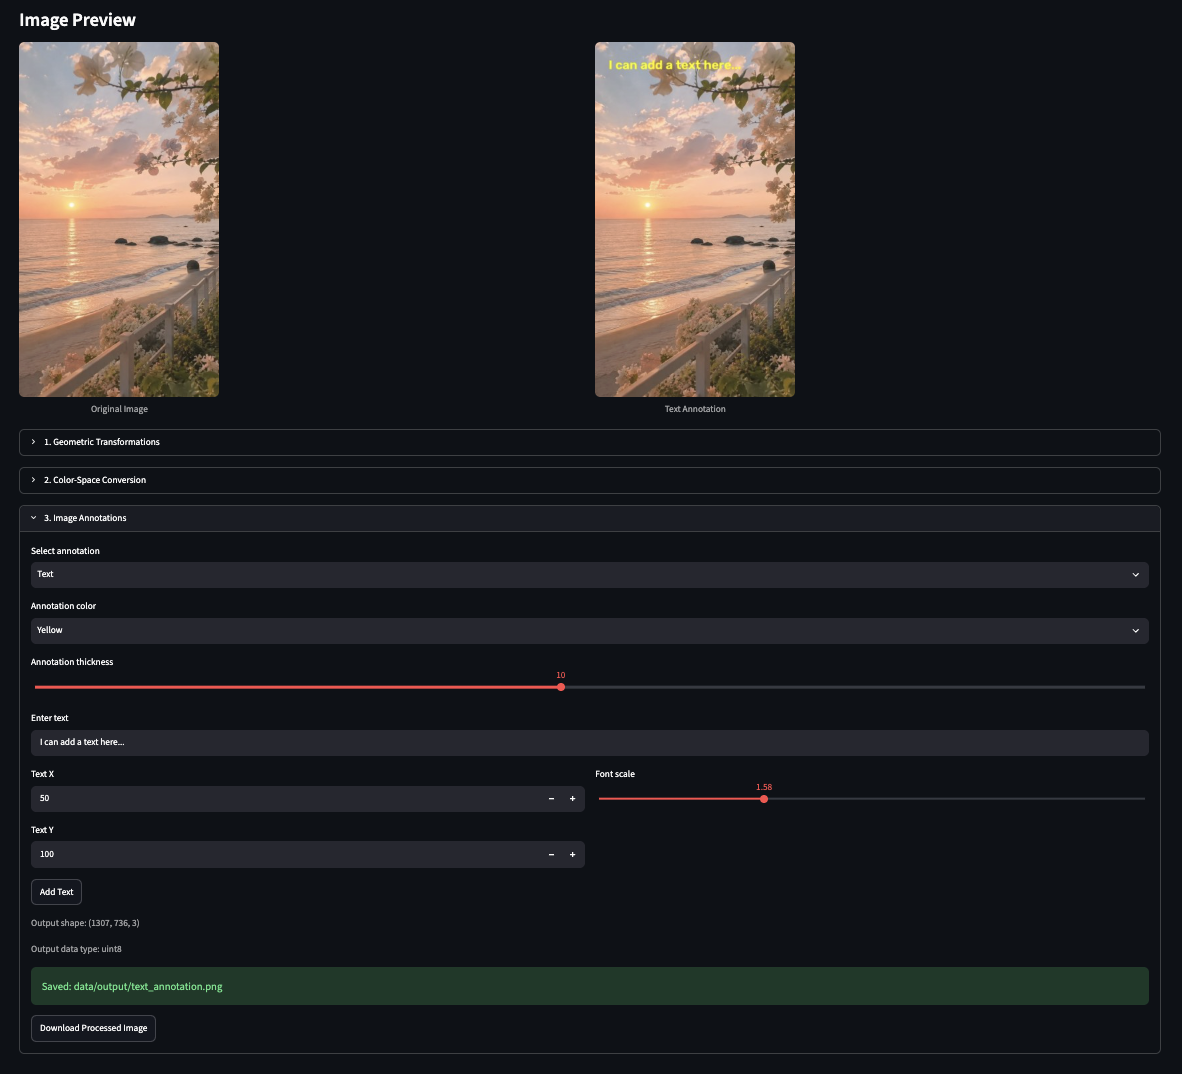 Image Preview
I can add a text here...
Original Image
Text Annotation
1. Geometric Transformations
2. Color-Space Conversion
3. Image Annotations
Select annotation
Text
Annotation color
Yellow
Annotation thickness
10
Enter text
I can add a text here...
Text X
Font scale
50
- +
1.58
Text Y
100
- +
Add Text
Output shape: (1307, 736, 3)
Output data type: uint8
Saved: data/output/text_annotation.png
Download Processed Image